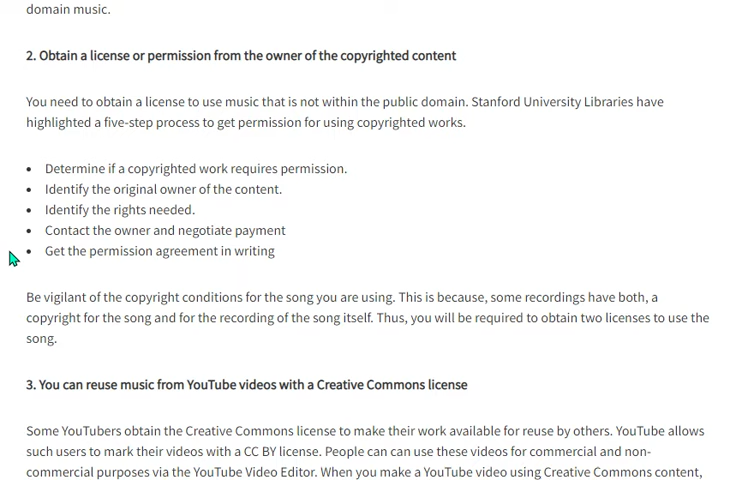 domain music.
2. Obtain a license or permission from the owner of the copyrighted content
You need to obtain a license to use music that is not within the public domain. Stanford University Libraries have
highlighted a five-step process to get permission for using copyrighted works.
• Determine if a copyrighted work requires permission.
• Identify the original owner of the content.
• Identify the rights needed.
• Contact the owner and negotiate payment
• Get the permission agreement in writing
Be vigilant of the copyright conditions for the song you are using. This is because, some recordings have both, a
copyright for the song and for the recording of the song itself. Thus, you will be required to obtain two licenses to use the
song.
3. You can reuse music from YouTube videos with a Creative Commons license
Some YouTubers obtain the Creative Commons license to make their work available for reuse by others. YouTube allows
such users to mark their videos with a CC BY license. People can can use these videos for commercial and non-
commercial purposes via the YouTube Video Editor. When you make a YouTube video using Creative Commons content,